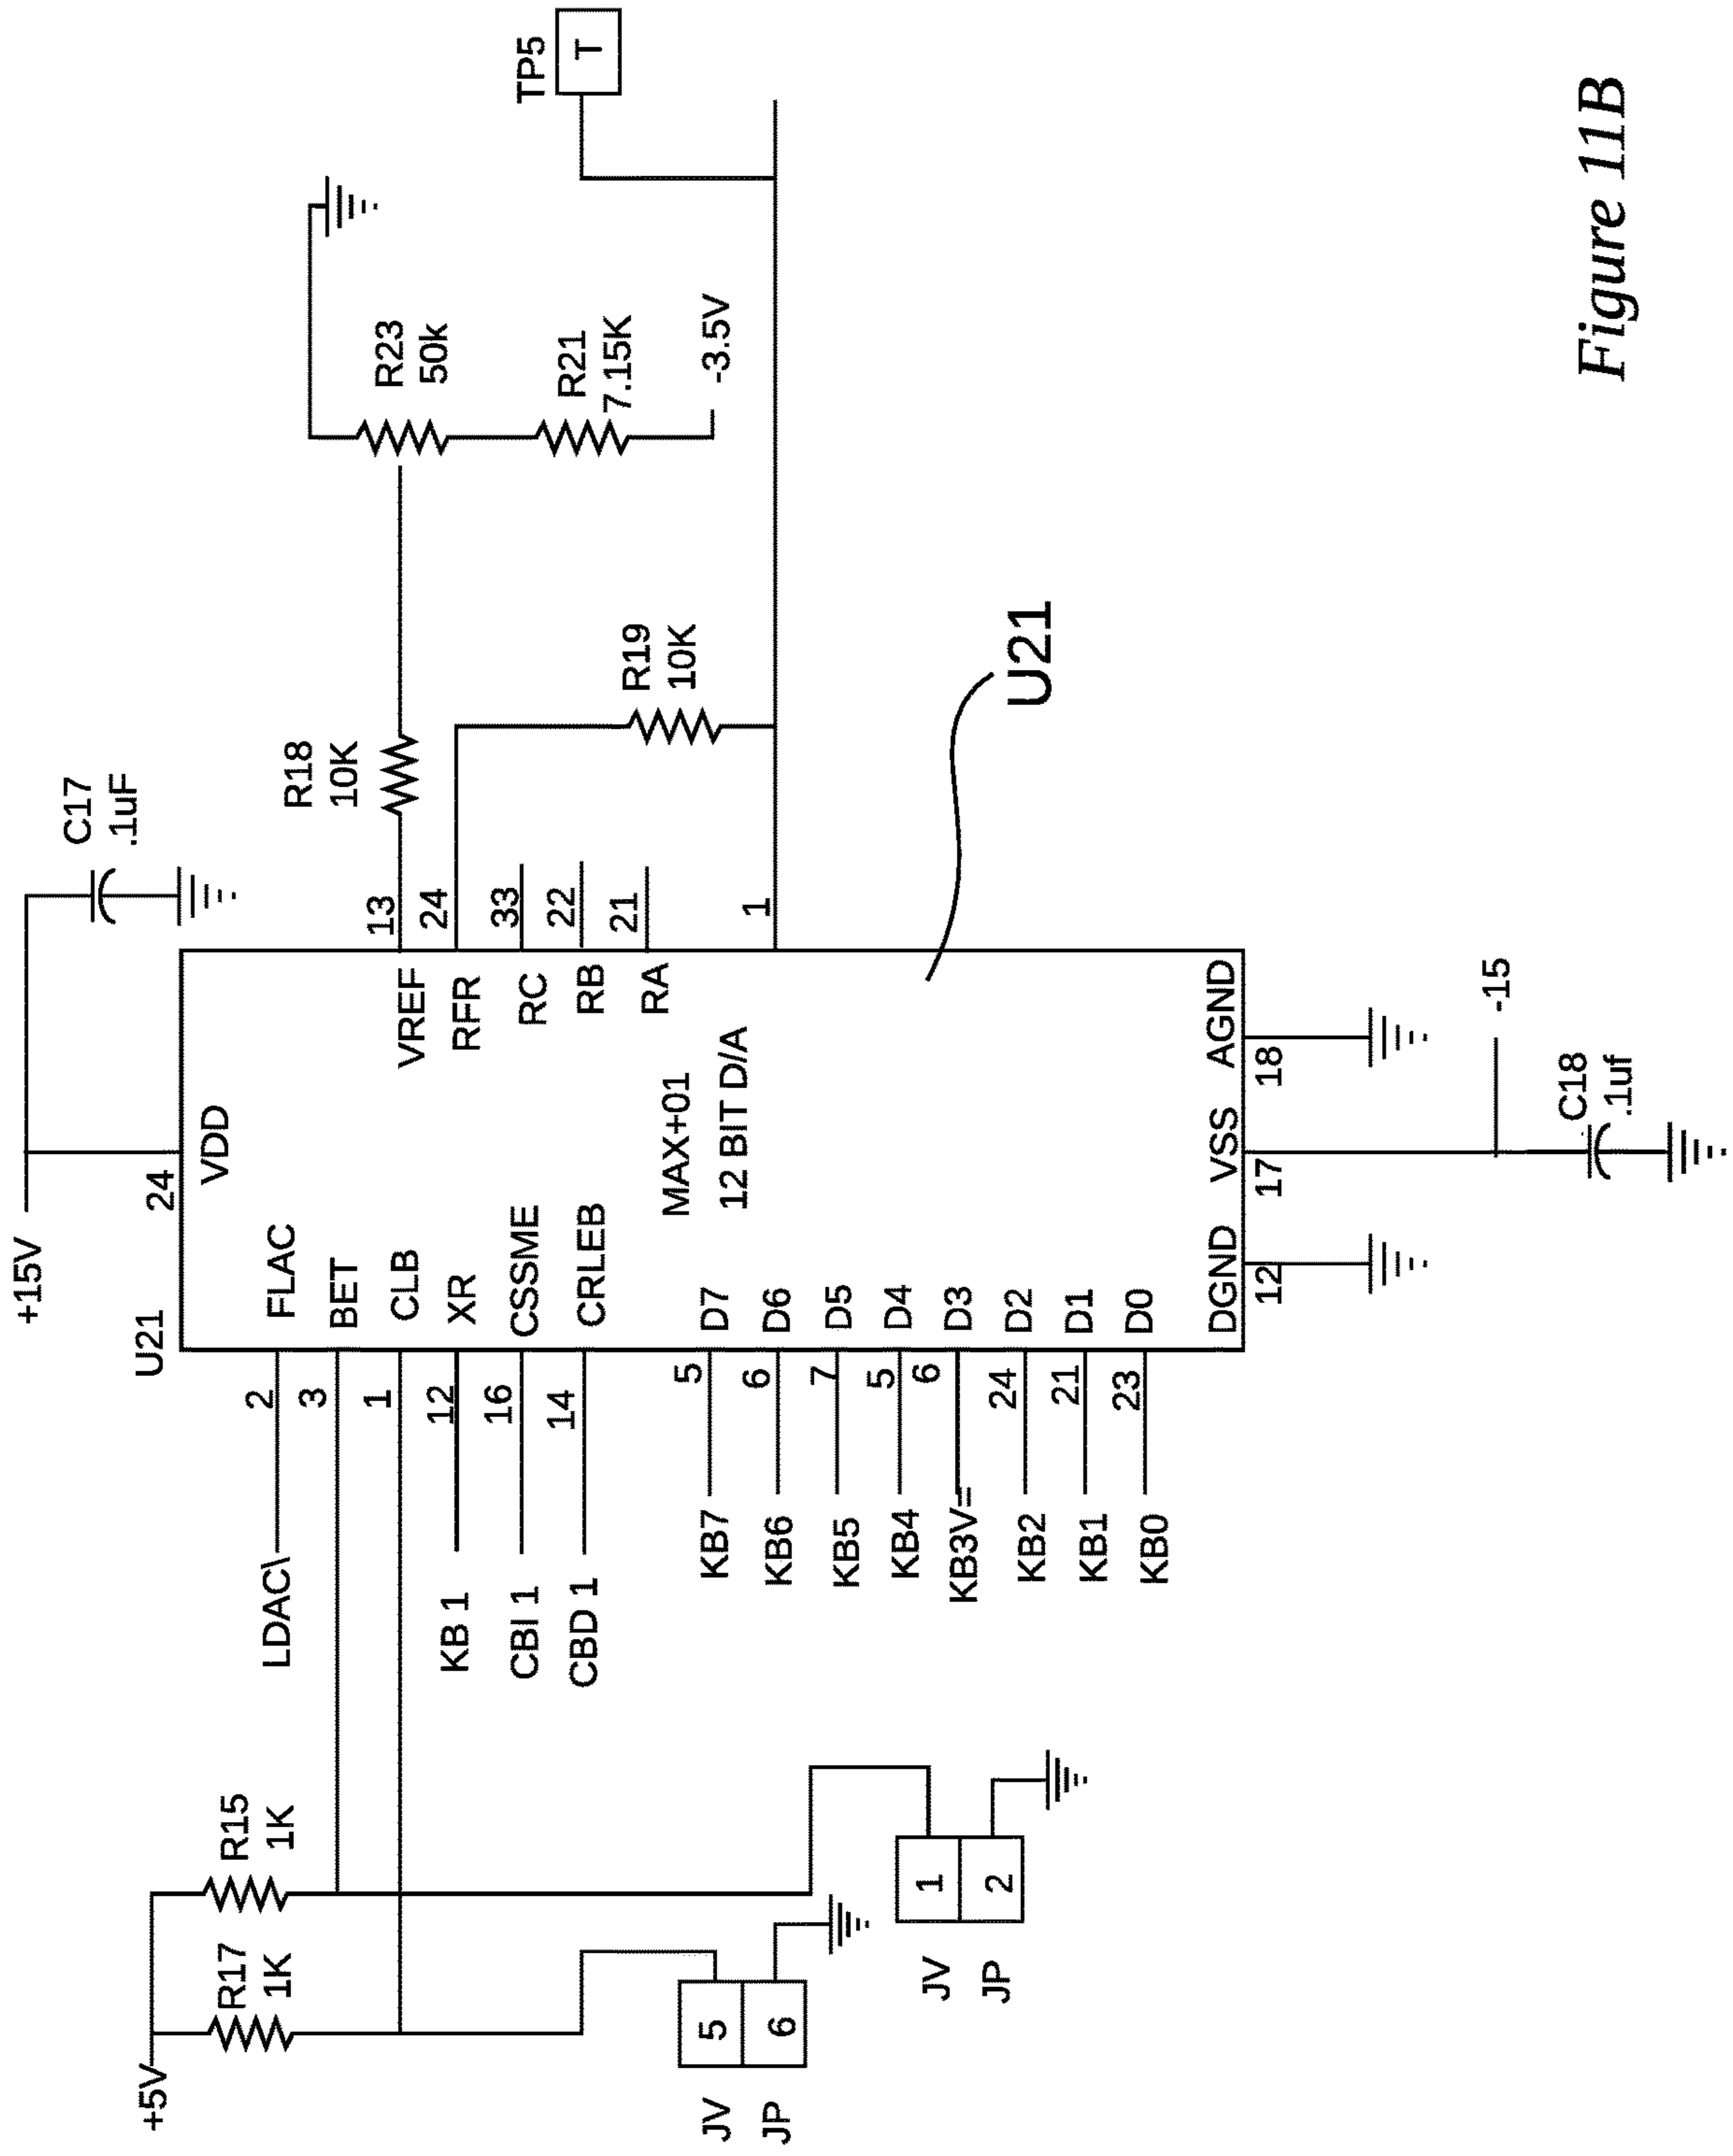 +15V
C17
.1uF
U21
24
VDD
+5V
R17
1K
R15
1K
LDAC\
2
FLAC
3
BET
1
CLB
KB 1
12
XR
CBI 1
16
CSSME
CBD 1
14
CRLEB
VREF
13
RFR
24
RC
33
RB
22
RA
21
1
R18
10K
R19
10K
R23
50k
R21
7.15K
-3.5V
TP5
T
MAX+01
12 BIT D/A
KB7
5
D7
KB6
6
D6
KB5
7
D5
KB4
5
D4
KB3V=
6
D3
KB2
24
D2
KB1
21
D1
KB0
23
D0
JV
5
JP
6
JV
1
JP
2
DGND
12
VSS
17
AGND
18
U21
-15
C18
.1uf
Figure 11B